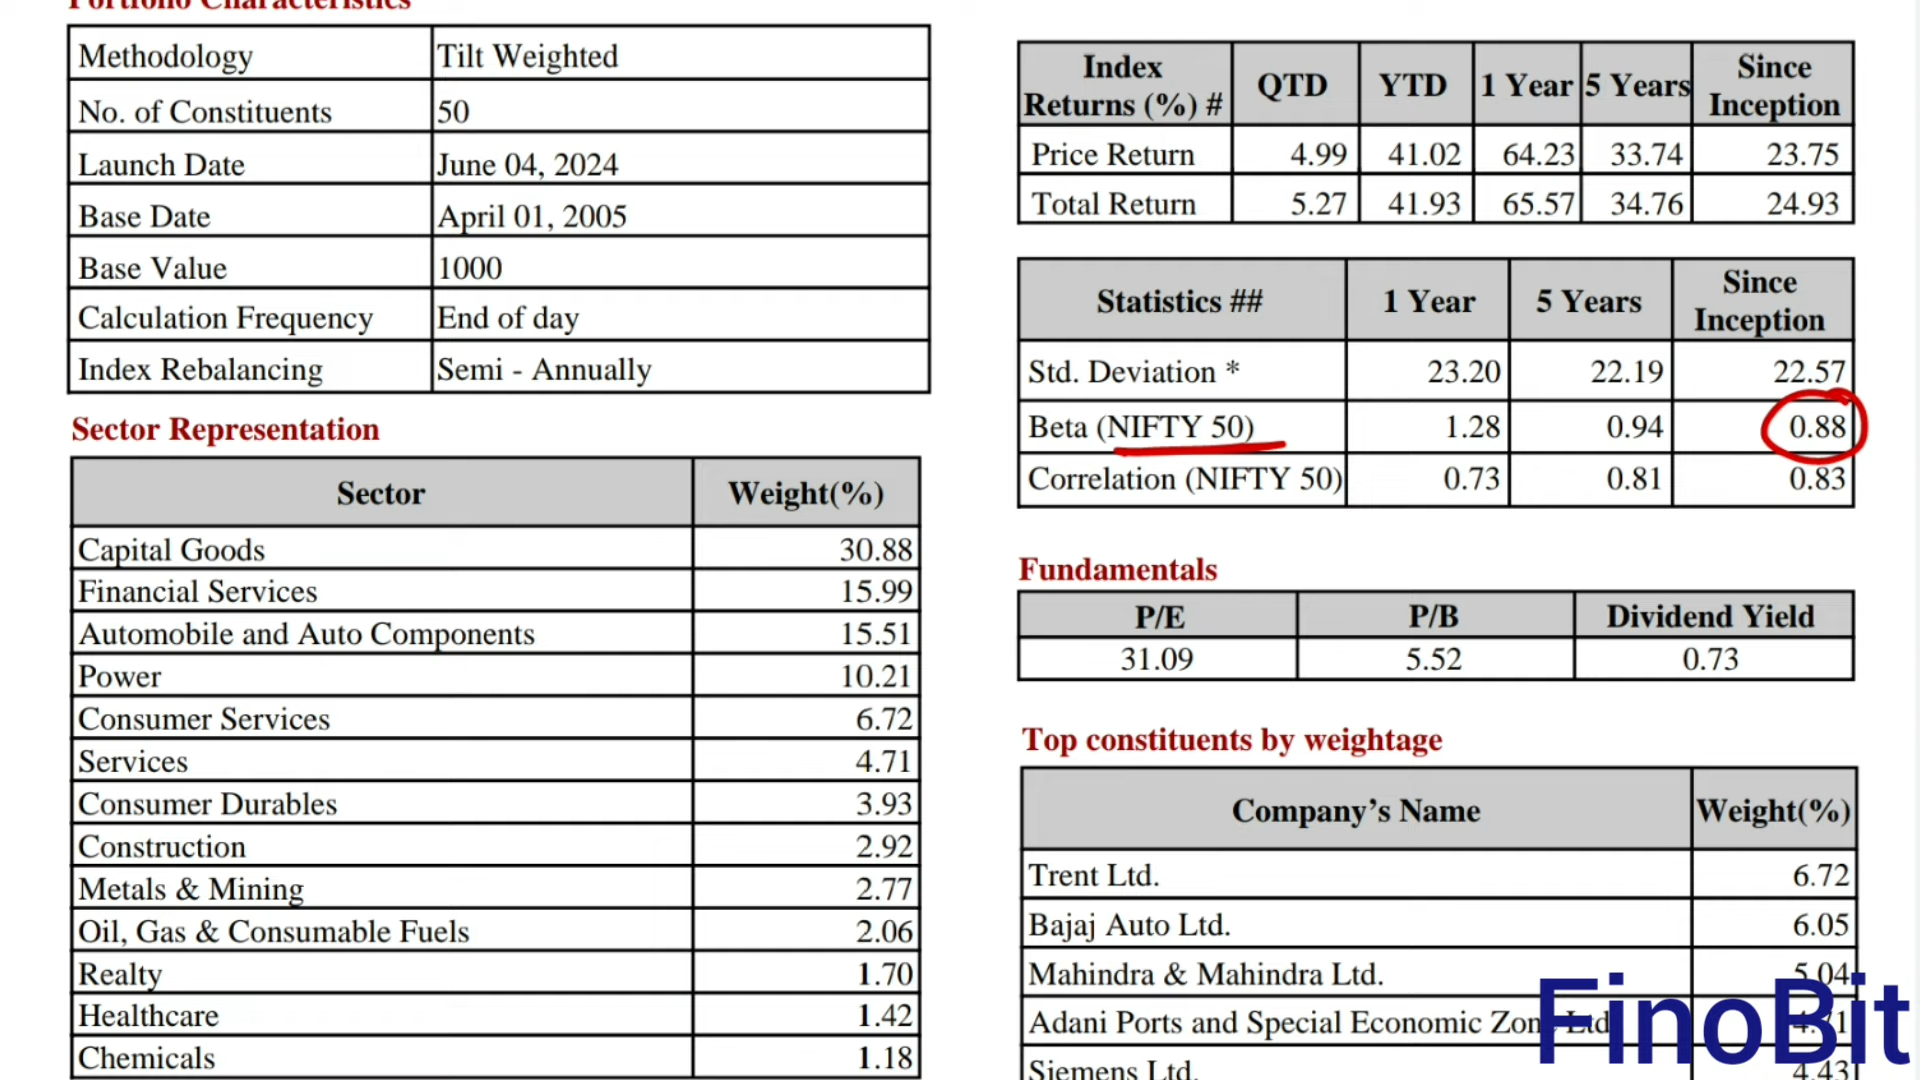 Portfolio Characteristics
Methodology Tilt Weighted
No. of Constituents 50
Launch Date June 04, 2024
Base Date April 01, 2005
Base Value 1000
Calculation Frequency End of day
Index Rebalancing Semi - Annually
Sector Representation
Sector Weight(%)
Capital Goods 30.88
Financial Services 15.99
Automobile and Auto Components 15.51
Power 10.21
Consumer Services 6.72
Services 4.71
Consumer Durables 3.93
Construction 2.92
Metals & Mining 2.77
Oil, Gas & Consumable Fuels 2.06
Realty 1.70
Healthcare 1.42
Chemicals 1.18
Index Returns (%) # QTD YTD 1 Year 5 Years Since Inception
Price Return 4.99 41.02 64.23 33.74 23.75
Total Return 5.27 41.93 65.57 34.76 24.93
Statistics ## 1 Year 5 Years Since Inception
Std. Deviation * 23.20 22.19 22.57
Beta (NIFTY 50) 1.28 0.94 0.88
Correlation (NIFTY 50) 0.73 0.81 0.83
Fundamentals
P/E P/B Dividend Yield
31.09 5.52 0.73
Top constituents by weightage
Company's Name Weight(%)
Trent Ltd. 6.72
Bajaj Auto Ltd. 6.05
Mahindra & Mahindra Ltd. 5.04
Adani Ports and Special Economic Zone Ltd.
Siemens Ltd. 4.43
FinoBit